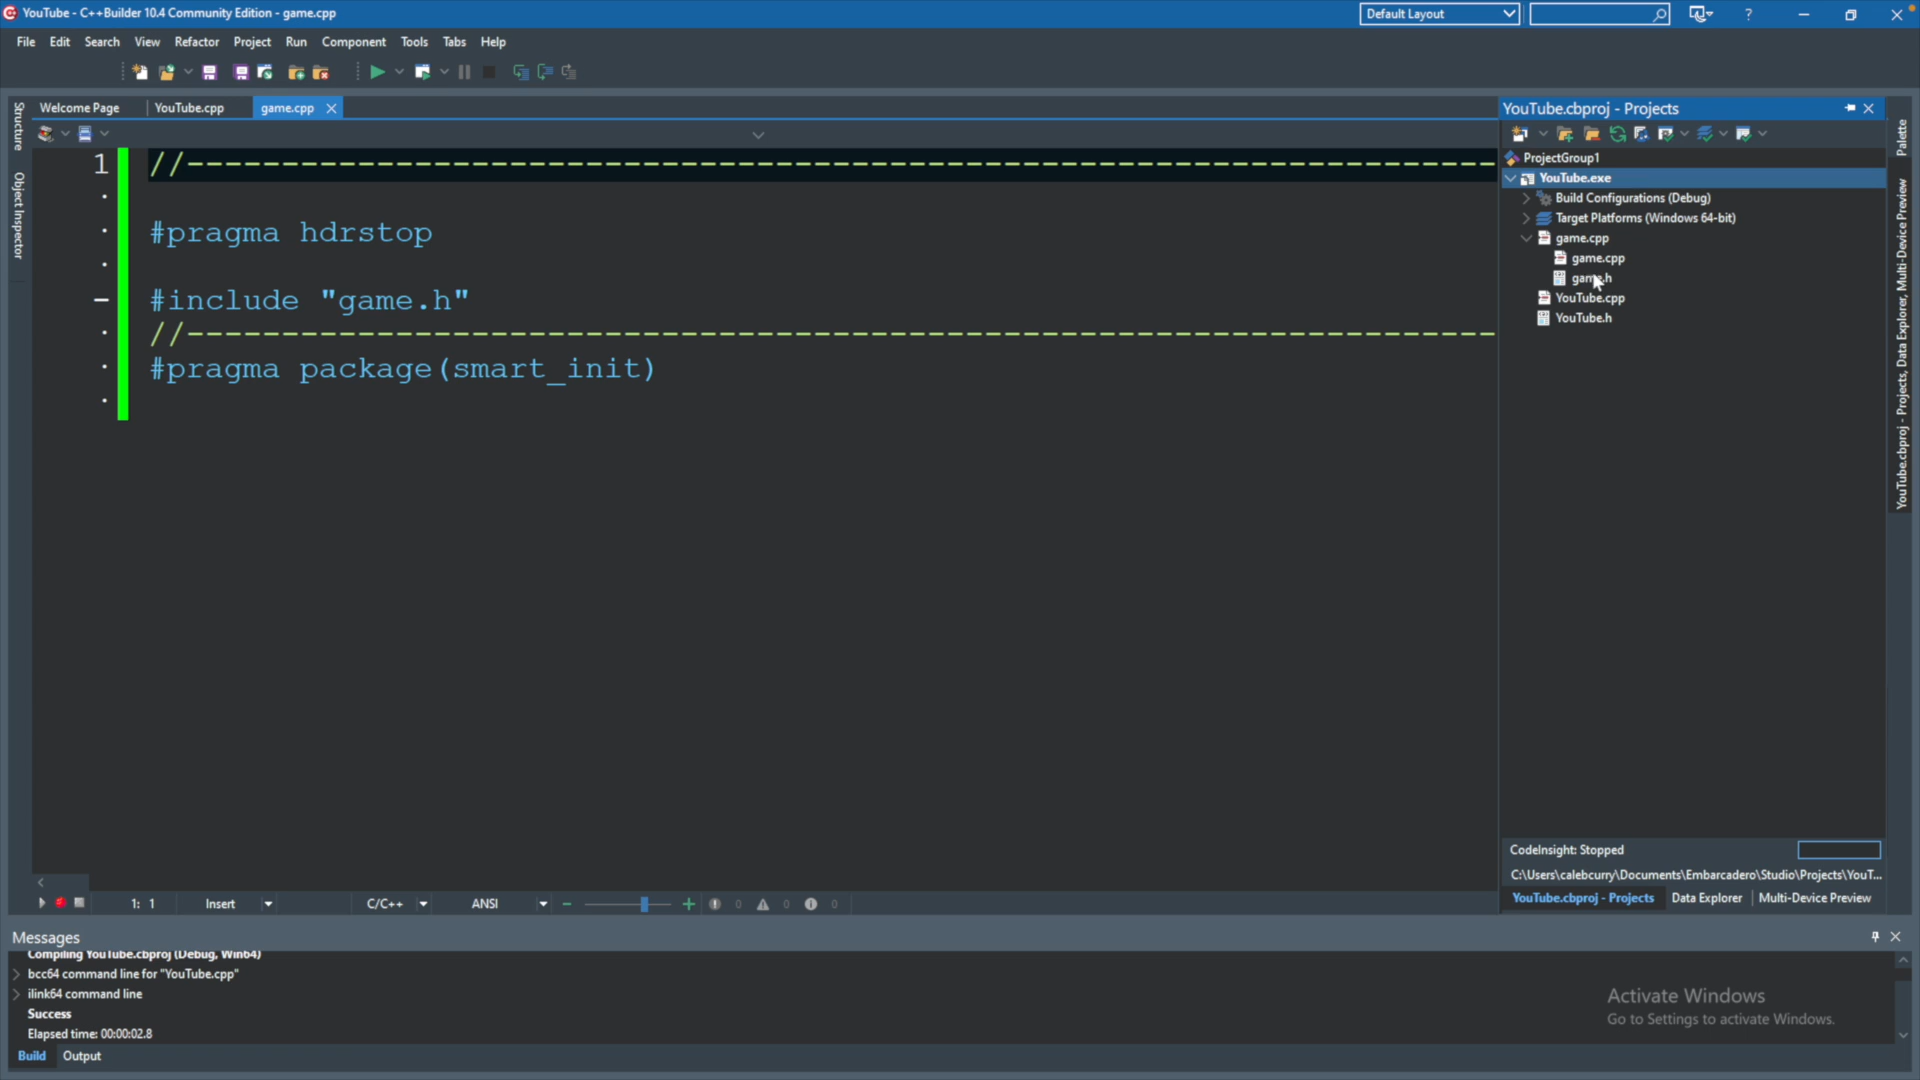 YouTube - C++Builder 10.4 Community Edition - game.cpp
Default Layout
?
File Edit Search View Refactor Project Run Component Tools Tabs Help
Structure
Object Inspector
Welcome Page YouTube.cpp game.cpp
1 //----------------------------------------------------------------------
#pragma hdrstop
#include "game.h"
//----------------------------------------------------------------------
#pragma package(smart_init)
1: 1 Insert C/C++ ANSI 0 0 0
YouTube.cbproj - Projects
ProjectGroup1
YouTube.exe
Build Configurations (Debug)
Target Platforms (Windows 64-bit)
game.cpp
game.cpp
game.h
YouTube.cpp
YouTube.h
CodeInsight: Stopped
C:\Users\calebcurry\Documents\Embarcadero\Studio\Projects\YouT...
YouTube.cbproj - Projects Data Explorer Multi-Device Preview
Palette
YouTube.cbproj - Projects, Data Explorer, Multi-Device Preview
Messages
Compiling YouTube.cbproj (Debug, Win64)
bcc64 command line for "YouTube.cpp"
ilink64 command line
Success
Elapsed time: 00:00:02.8
Build Output
Activate Windows
Go to Settings to activate Windows.